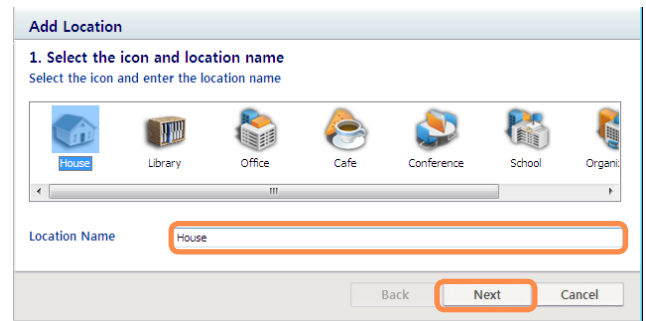 Add Location
1. Select the icon and location name
Select the icon and enter the location name
House Library Office Cafe Conference School Organi:
Location Name House
Back Next Cancel